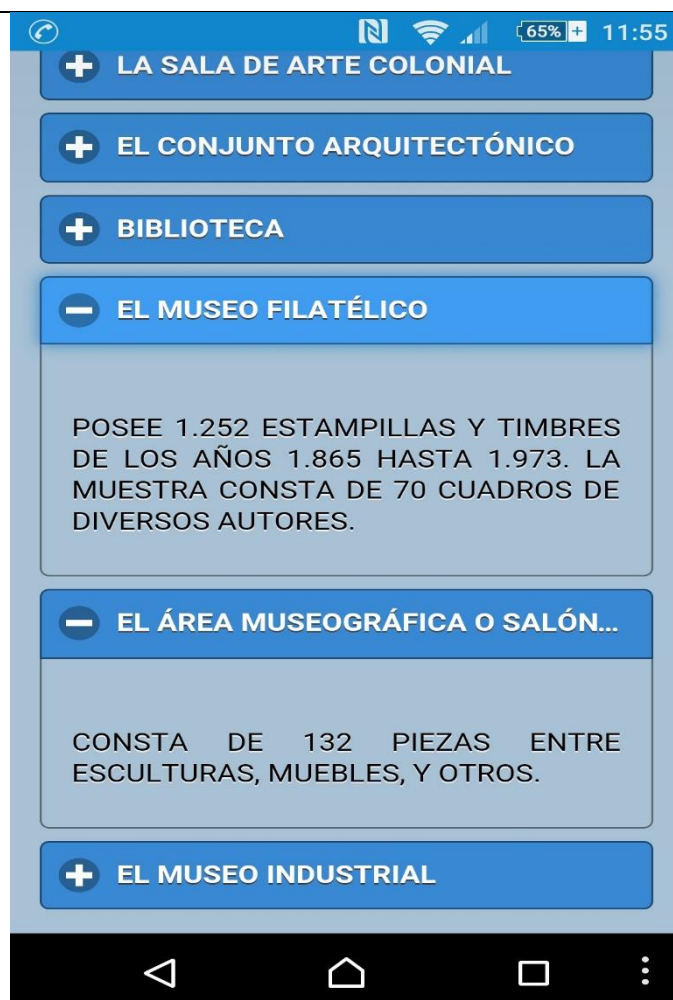 65% 11:55
LA SALA DE ARTE COLONIAL
EL CONJUNTO ARQUITECTÓNICO
BIBLIOTECA
EL MUSEO FILATÉLICO
POSEE 1.252 ESTAMPILLAS Y TIMBRES
DE LOS AÑOS 1.865 HASTA 1.973. LA
MUESTRA CONSTA DE 70 CUADROS DE
DIVERSOS AUTORES.
EL ÁREA MUSEOGRÁFICA O SALÓN...
CONSTA DE 132 PIEZAS ENTRE
ESCULTURAS, MUEBLES, Y OTROS.
EL MUSEO INDUSTRIAL